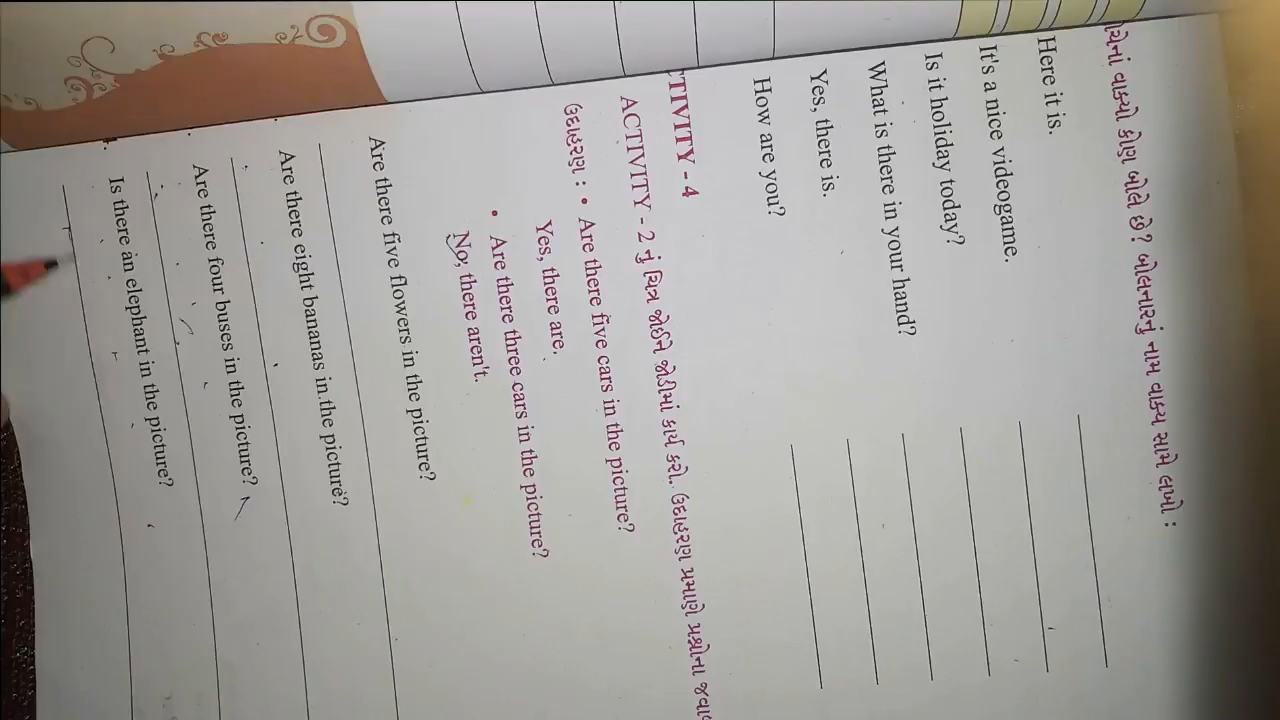 વાક્યો કોણ બોલે છે? બોલનારનું નામ વાક્ય સામે લખો :
Here it is.
It's a nice videogame.
Is it holiday today?
What is there in your hand?
Yes, there is.
How are you?
CTIVITY - 4
ACTIVITY - 2 નું ચિત્ર જોઈને જોડીમાં કાર્ય કરો. ઉદાહરણ પ્રમાણે પ્રશ્નોના
ઉદાહરણ : • Are there five cars in the picture?
Yes, there are.
• Are there three cars in the picture?
No, there aren't.
Are there five flowers in the picture?
Are there eight bananas in the picture?
Are there four buses in the picture?
Is there an elephant in the picture?